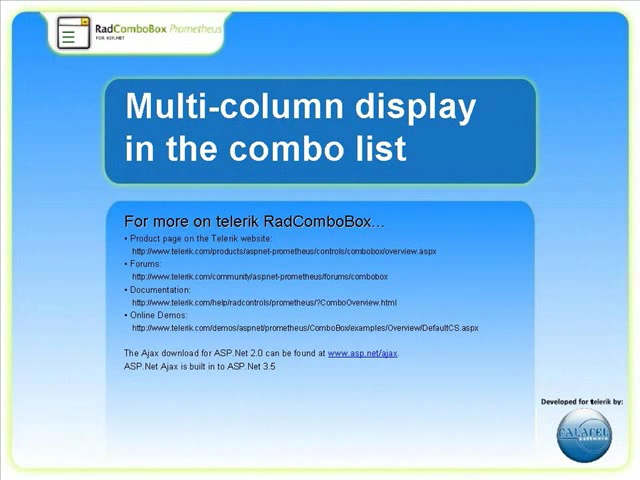 RadComboBox Prometheus
FOR ASP.NET
Multi-column display
in the combo list
For more on telerik RadComboBox...
• Product page on the Telerik website:
http://www.telerik.com/products/aspnet-prometheus/controls/combobox/overview.aspx
• Forums:
http://www.telerik.com/community/aspnet-prometheus/forums/combobox
• Documentation:
http://www.telerik.com/help/radcontrols/prometheus/?ComboOverview.html
• Online Demos:
http://www.telerik.com/demos/aspnet/prometheus/ComboBox/examples/Overview/DefaultCS.aspx
The Ajax download for ASP.Net 2.0 can be found at www.asp.net/ajax.
ASP.Net Ajax is built in to ASP.Net 3.5
Developed for telerik by:
FALAFEL
software